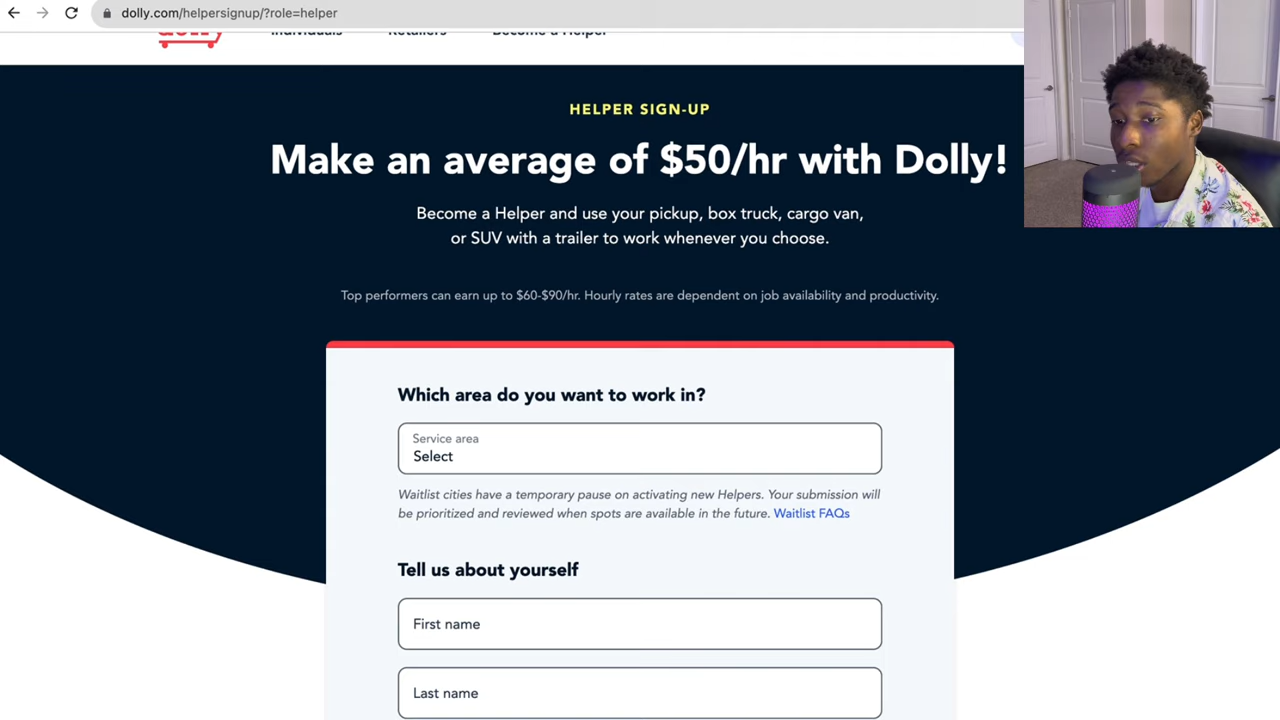 dolly.com/helpersignup/?role=helper
dolly Individuals Retailers Become a Helper
HELPER SIGN-UP
Make an average of $50/hr with Dolly!
Become a Helper and use your pickup, box truck, cargo van,
or SUV with a trailer to work whenever you choose.
Top performers can earn up to $60-$90/hr. Hourly rates are dependent on job availability and productivity.
Which area do you want to work in?
Service area
Select
Waitlist cities have a temporary pause on activating new Helpers. Your submission will
be prioritized and reviewed when spots are available in the future. Waitlist FAQs
Tell us about yourself
First name
Last name